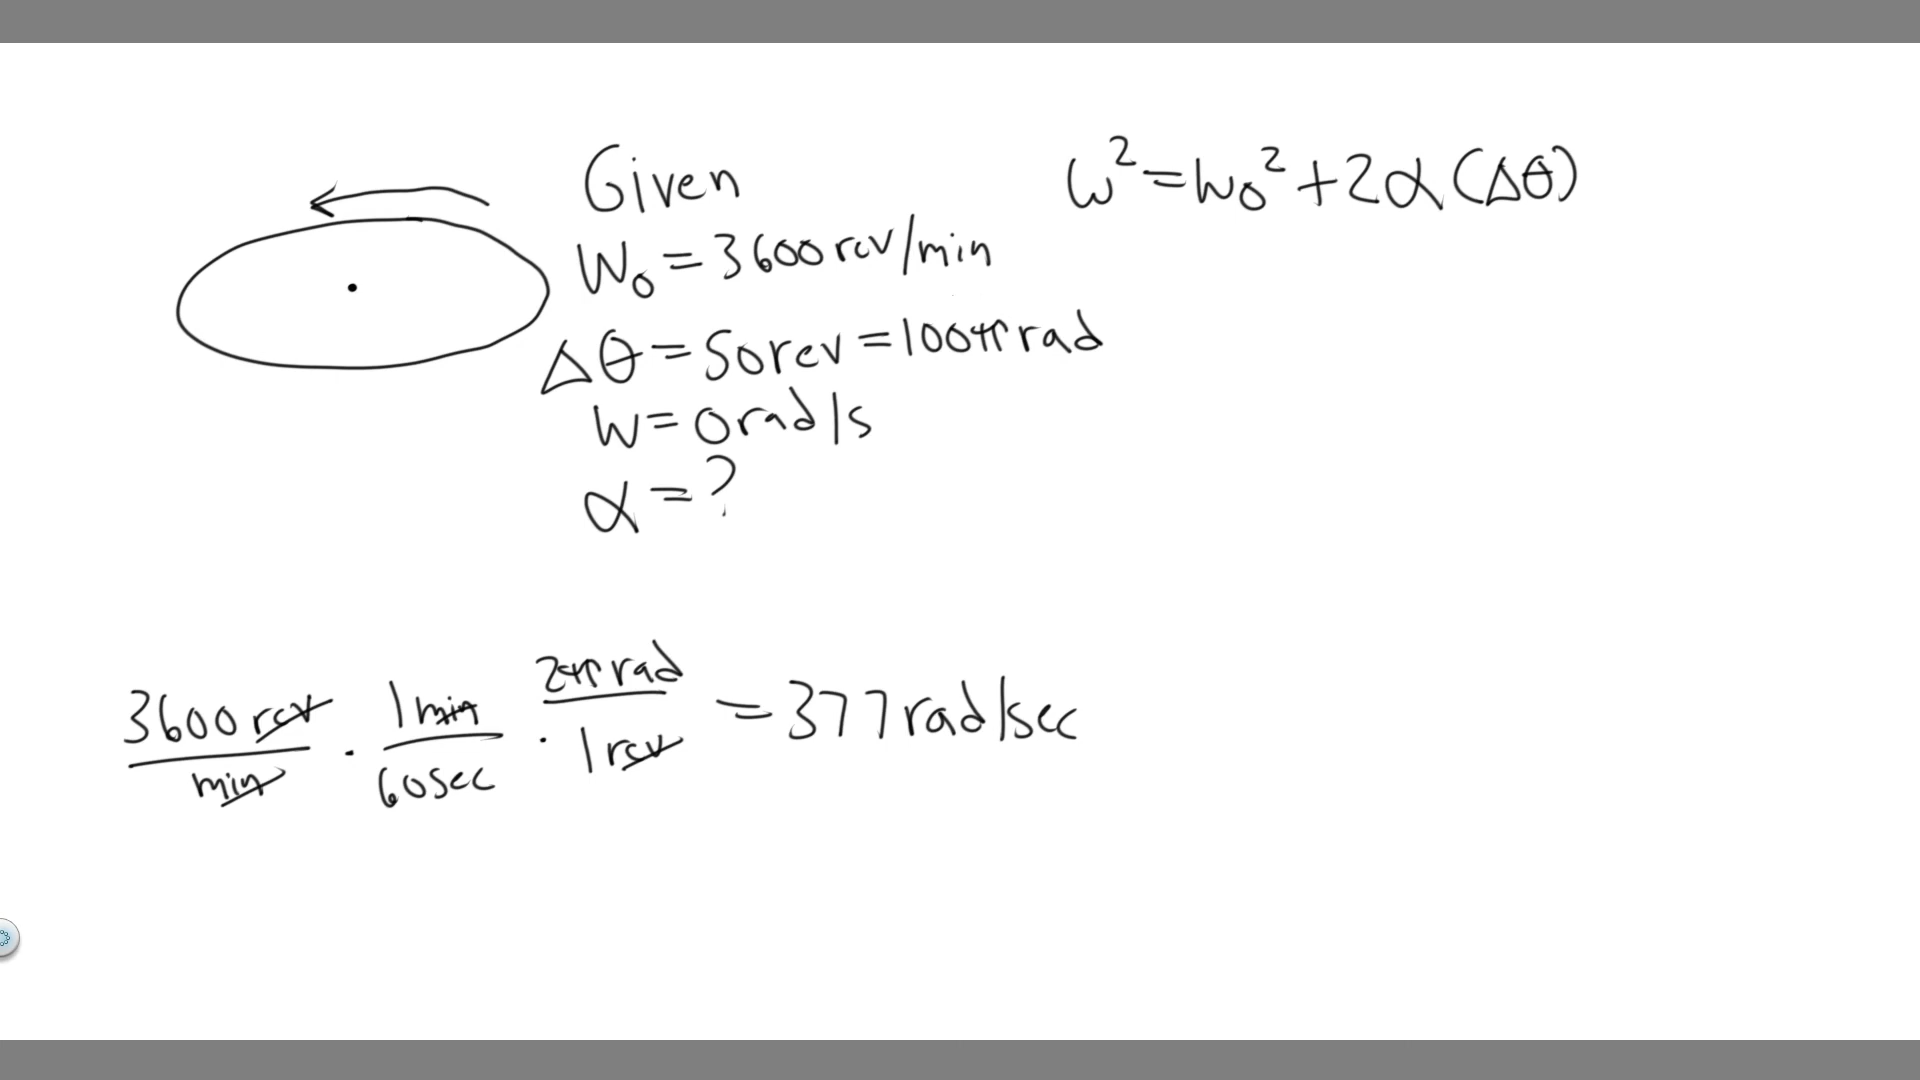 Given
ω² = ω₀² + 2α(Δθ)
ω₀ = 3600 rev/min
Δθ = 50 rev = 100π rad
ω = 0 rad/s
α = ?
3600 rev/min · 1 min/60 sec · 2π rad/1 rev = 377 rad/sec